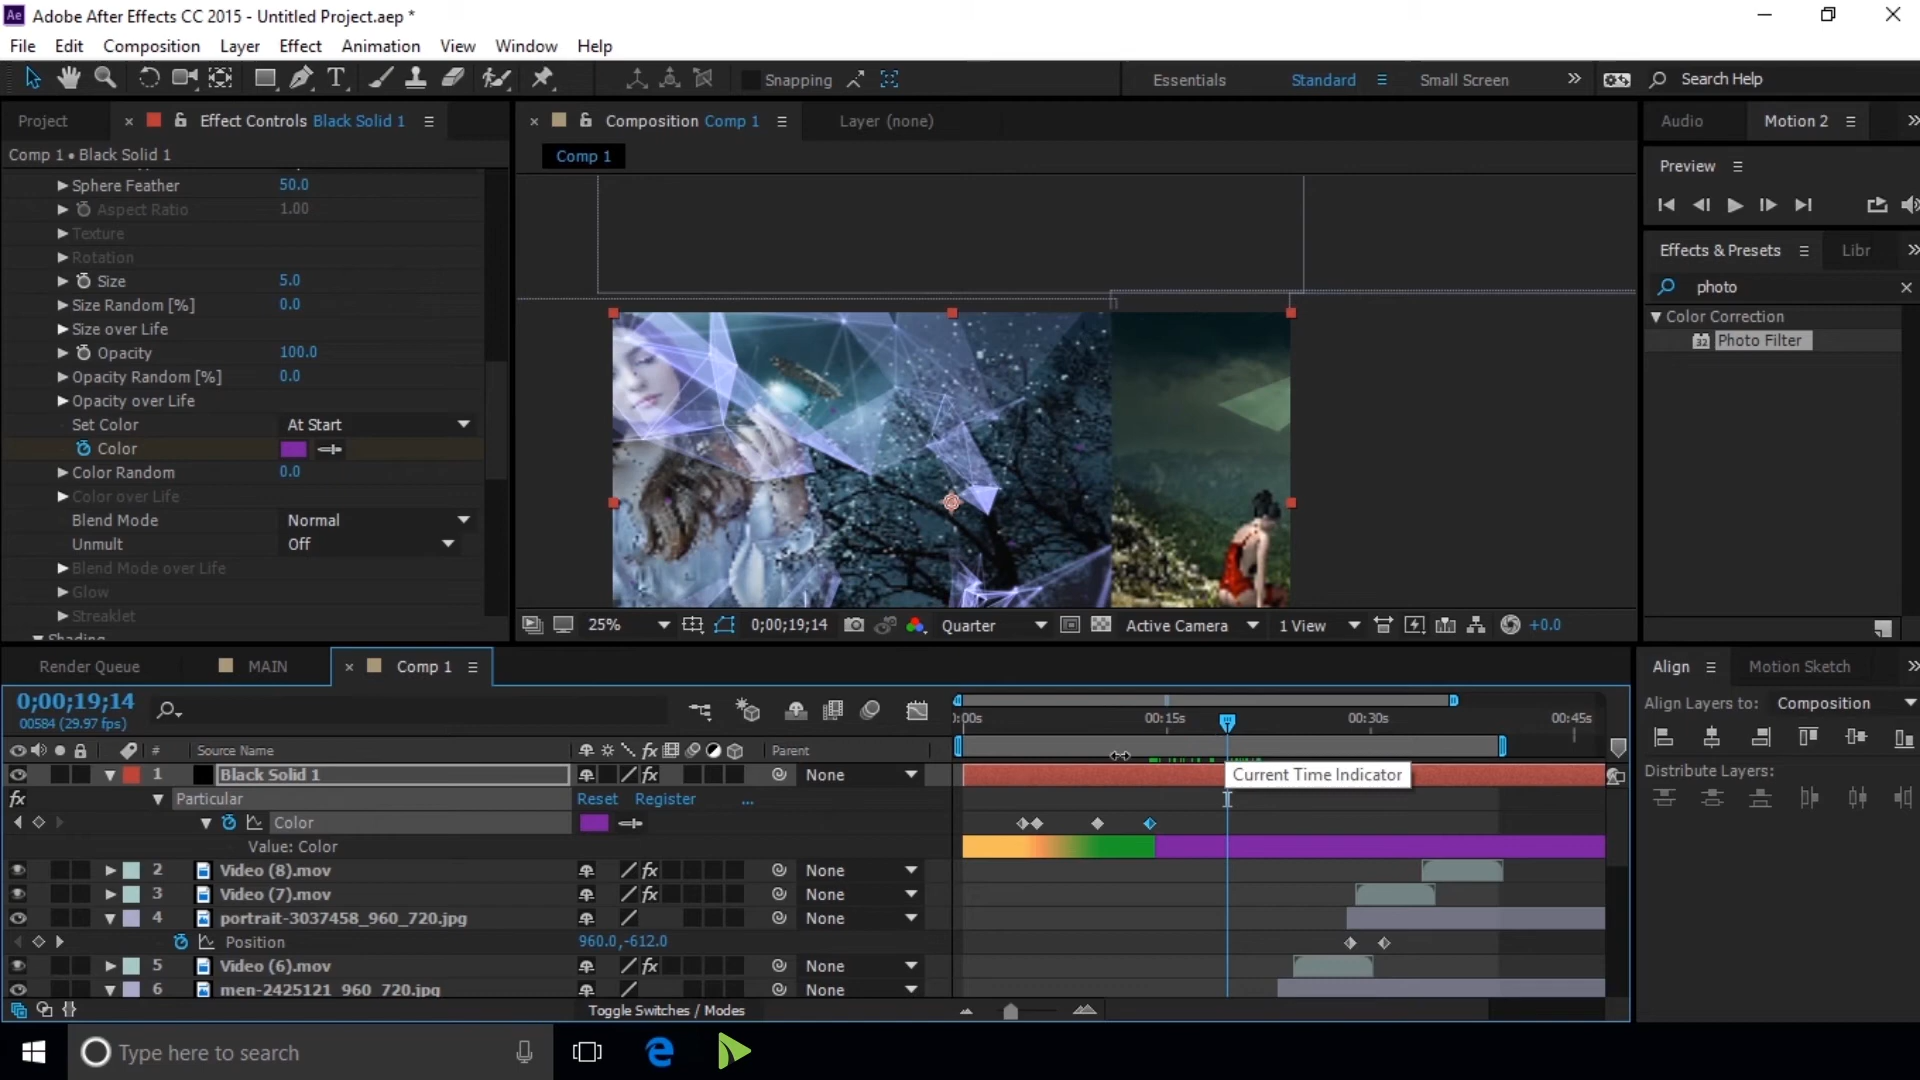 Ae Adobe After Effects CC 2015 - Untitled Project.aep *
File Edit Composition Layer Effect Animation View Window Help
T Snapping Essentials Standard Small Screen >> Search Help
Project × Effect Controls Black Solid 1
× Composition Comp 1 Layer (none)
Audio Motion 2 >>
Comp 1 • Black Solid 1
Comp 1
Preview
Sphere Feather 50.0
Aspect Ratio 1.00
Texture
Rotation
Size 5.0
Size Random [%] 0.0
Size over Life
Opacity 100.0
Opacity Random [%] 0.0
Opacity over Life
Set Color At Start
Color
Color Random 0.0
Color over Life
Blend Mode Normal
Unmult Off
Blend Mode over Life
Glow
Streaklet
Shading
Effects & Presets Libr >>
photo ×
Color Correction
32 Photo Filter
25% 0;00;19;14 Quarter Active Camera 1 View +0.0
Render Queue MAIN × Comp 1
Align Motion Sketch >>
0;00;19;14
00584 (29.97 fps)
):00s 00:15s 00:30s 00:45s
Align Layers to: Composition
Distribute Layers:
# Source Name fx Parent
1 Black Solid 1 fx None
Current Time Indicator
fx Particular Reset Register ...
Color
Value: Color
2 Video (8).mov fx None
3 Video (7).mov fx None
4 portrait-3037458_960_720.jpg None
Position 960.0,-612.0
5 Video (6).mov fx None
6 men-2425121_960_720.jpg None
Toggle Switches / Modes
Type here to search